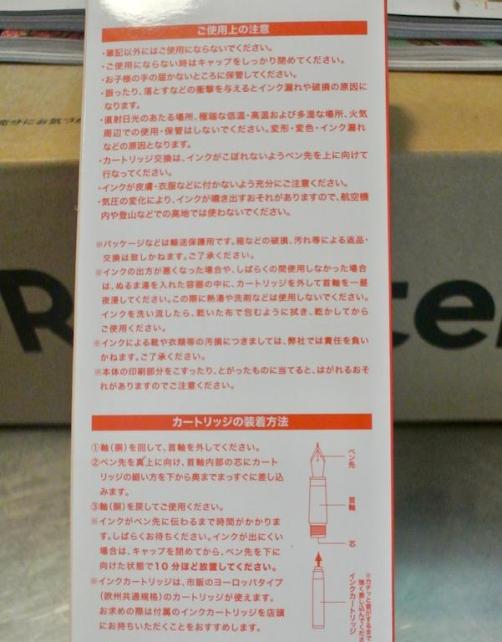 ご使用上の注意
・筆記以外にはご使用にならないでください。
・ご使用にならない時はキャップをしっかり閉めてください。
・お子様の手の届かないところに保管してください。
・振ったり、落とすなどの衝撃を与えるとインク漏れや破損の原因に
なります。
・直射日光のあたる場所、極端な低温・高温および多湿な場所、火気
周辺での使用・保管はしないでください。変形・変色・インク漏れ
などの原因となります。
・カートリッジ交換は、インクがこぼれないようペン先を上に向けて
行なってください。
・インクが皮膚・衣服などに付かないよう充分にご注意ください。
・気圧の変化により、インクが噴き出すおそれがありますので、航空機
内や登山などでの高地では使わないでください。
※パッケージなどは輸送保護用です。箱などの破損、汚れ等による返品・
交換は致しかねます。ご了承ください。
※インクの出方が悪くなった場合や、しばらくの間使用しなかった場合
は、ぬるま湯を入れた容器の中に、カートリッジを外して首軸を一昼
夜浸してください。この際に熱湯や洗剤などは使用しないでください。
インクを洗い流したら、乾いた布で包むように拭き、乾かしてから
ご使用ください。
※インクによる靴や衣類等の汚損につきましては、弊社では責任を負い
かねます。ご了承ください。
※本体の印刷部分をこすったり、とがったものに当てると、はがれるおそ
れがありますのでご注意ください。
カートリッジの装着方法
①軸(胴)を回して、首軸を外してください。
②ペン先を真上に向け、首軸内部の芯にカート
リッジの細い方を下から奥までまっすぐに差し込
みます。
③軸(胴)を戻してご使用ください。
※インクがペン先に伝わるまで時間がかかりま
す。しばらくお待ちください。インクが出にくい
場合は、キャップを閉めてから、ペン先を下に
向けた状態で10分ほど放置してください。
※インクカートリッジは、市販のヨーロッパタイプ
(欧州共通規格)のカートリッジが使えます。
お求めの際は付属のインクカートリッジを店頭
にお持ちいただくことをおすすめします。
ペン先
首軸
芯
インクカートリッジ